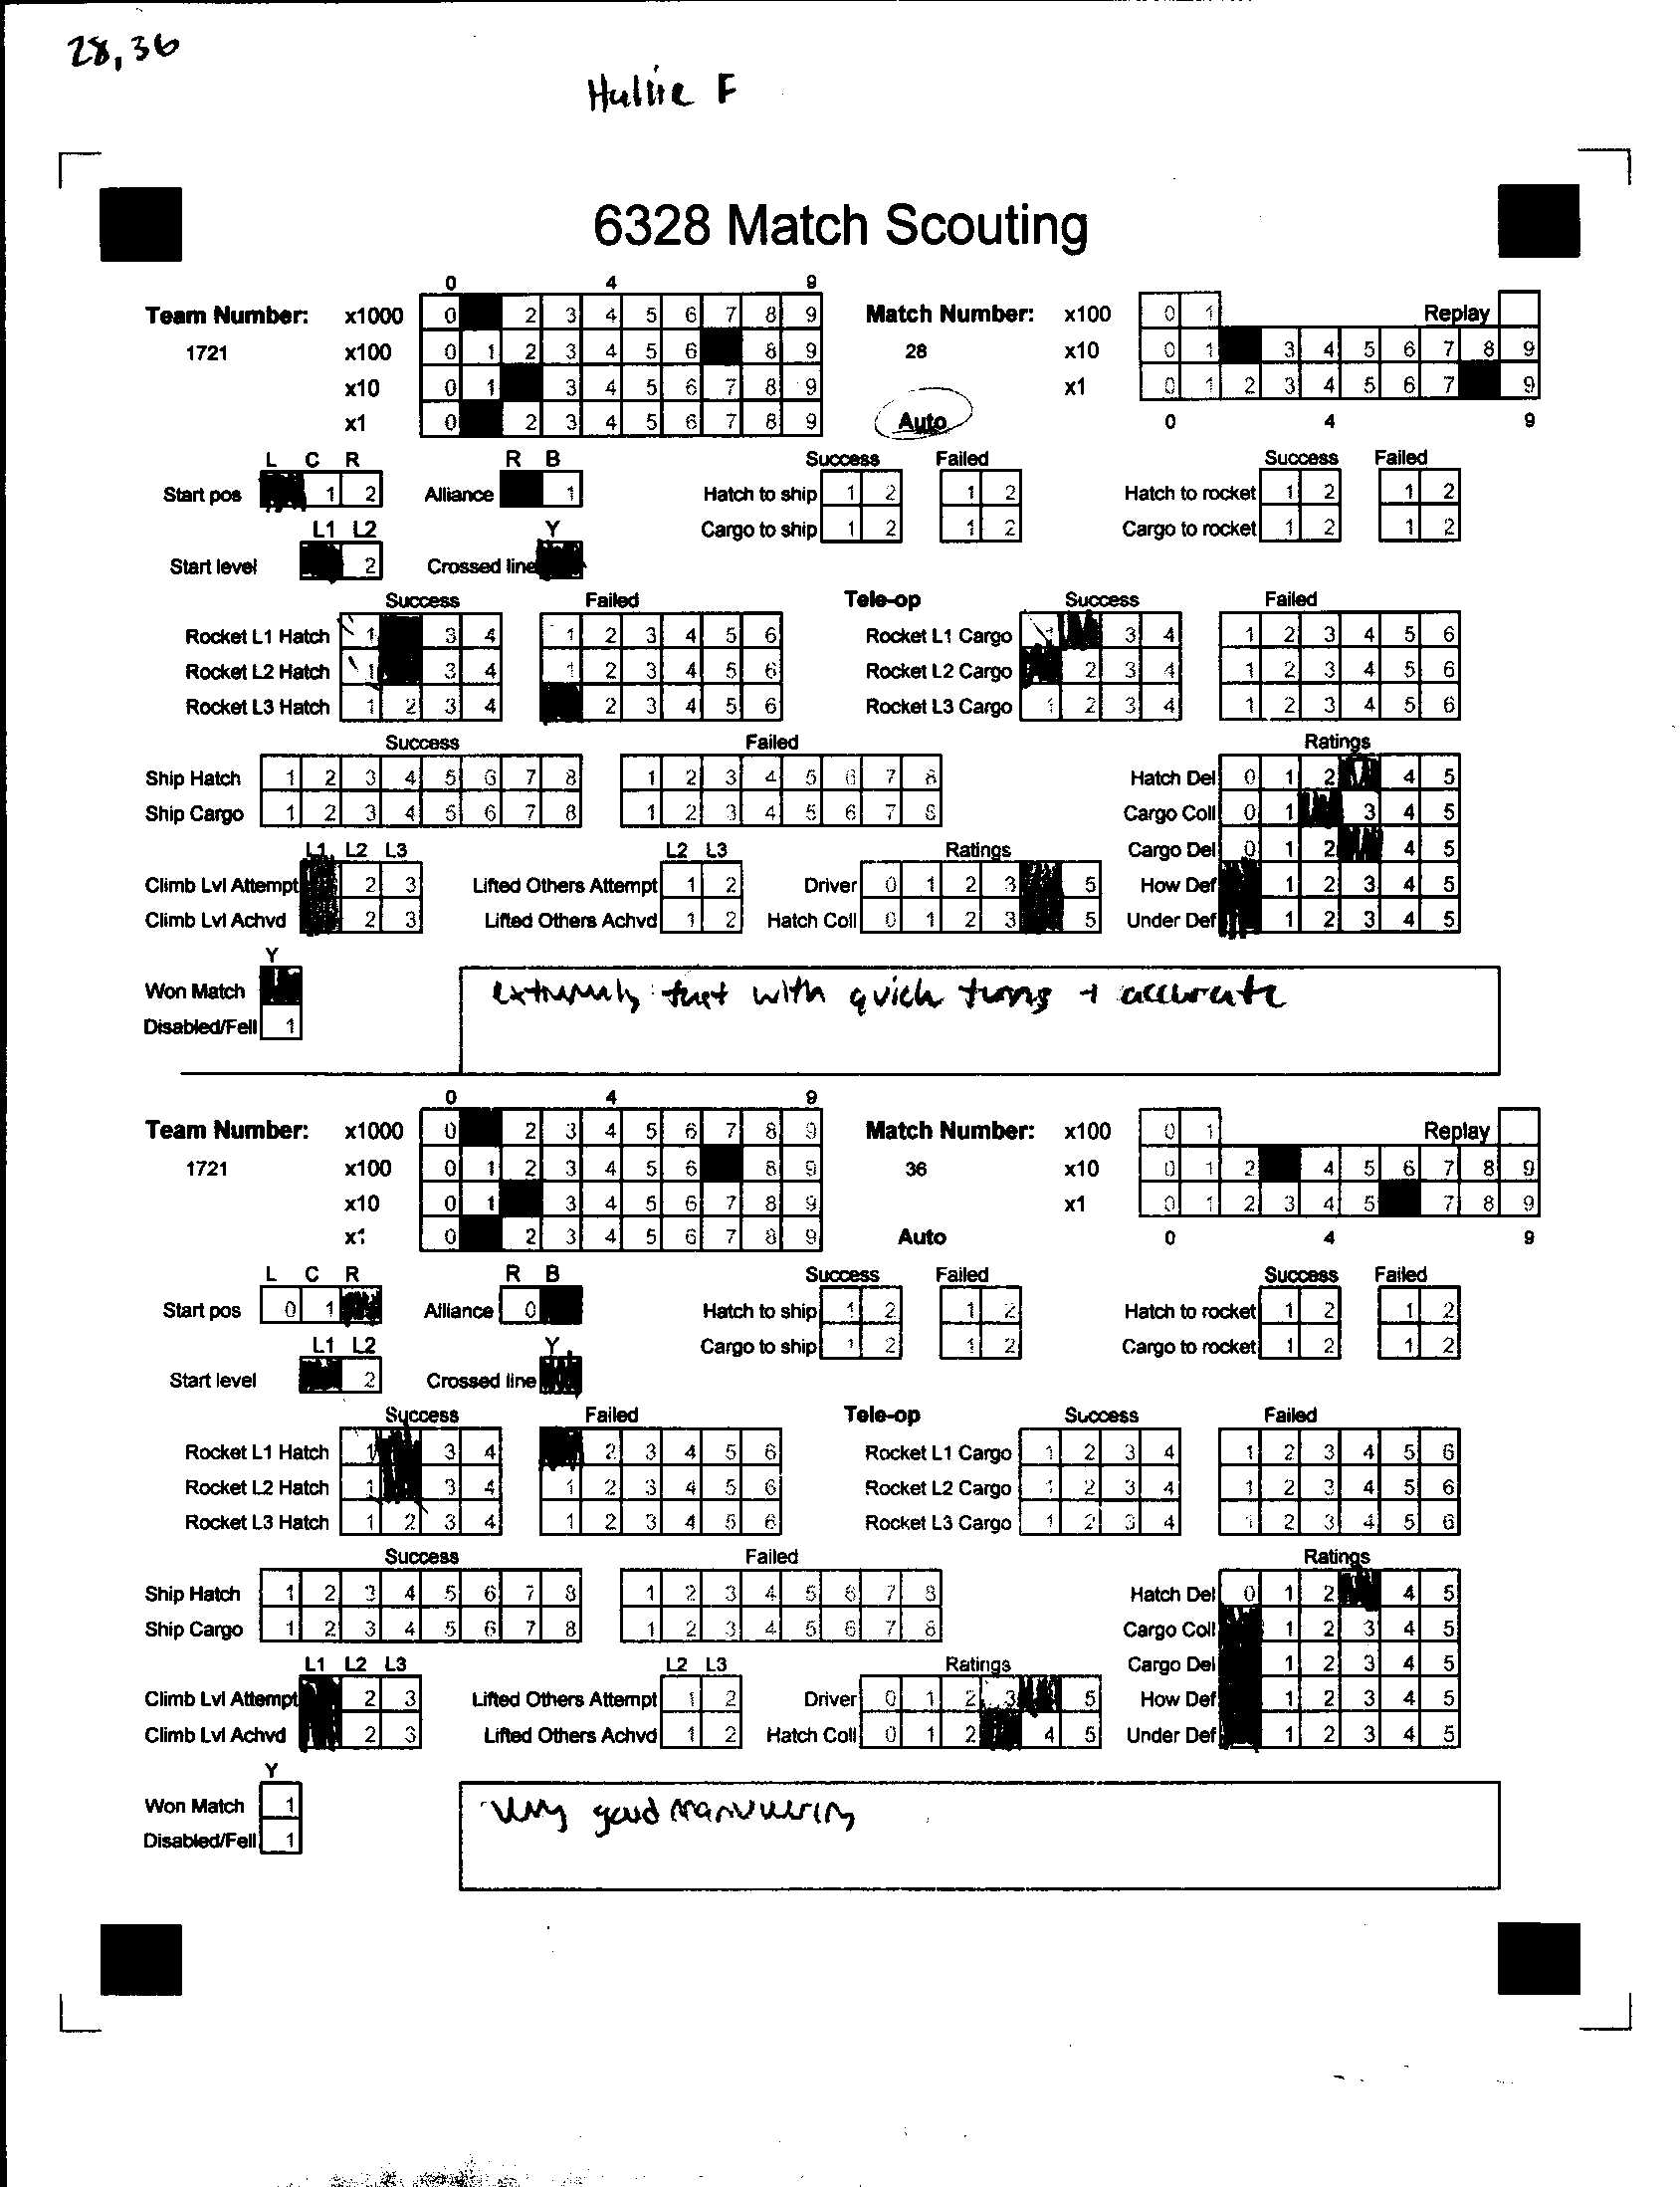 28, 36
Hallie F
6328 Match Scouting
0 4 9
Team Number: x1000 0 2 3 4 5 6 7 8 9 Match Number: x100 0 1 Replay
1721 x100 0 1 2 3 4 5 6 8 9 28 x10 0 1 3 4 5 6 7 8 9
x10 0 1 3 4 5 6 7 8 9 x1 0 1 2 3 4 5 6 7 9
x1 0 2 3 4 5 6 7 8 9 Auto 0 4 9
L C R R B Success Failed Success Failed
Start pos 1 2 Alliance 1 Hatch to ship 1 2 1 2 Hatch to rocket 1 2 1 2
L1 L2 Y Cargo to ship 1 2 1 2 Cargo to rocket 1 2 1 2
Start level 2 Crossed line
Success Failed Tele-op Success Failed
Rocket L1 Hatch 1 3 4 1 2 3 4 5 6 Rocket L1 Cargo 1 3 4 1 2 3 4 5 6
Rocket L2 Hatch 1 3 4 1 2 3 4 5 6 Rocket L2 Cargo 2 3 4 1 2 3 4 5 6
Rocket L3 Hatch 1 2 3 4 2 3 4 5 6 Rocket L3 Cargo 1 2 3 4 1 2 3 4 5 6
Success Failed Ratings
Ship Hatch 1 2 3 4 5 6 7 8 1 2 3 4 5 6 7 8 Hatch Del 0 1 2 4 5
Ship Cargo 1 2 3 4 5 6 7 8 1 2 3 4 5 6 7 8 Cargo Coll 0 1 3 4 5
L1 L2 L3 L2 L3 Ratings Cargo Del 0 1 2 4 5
Climb Lvl Attempt 2 3 Lifted Others Attempt 1 2 Driver 0 1 2 3 5 How Def 1 2 3 4 5
Climb Lvl Achvd 2 3 Lifted Others Achvd 1 2 Hatch Coll 0 1 2 3 5 Under Def 1 2 3 4 5
Y
Won Match
Disabled/Fell 1
extremely fast with quick turns + accurate
0 4 9
Team Number: x1000 0 2 3 4 5 6 7 8 9 Match Number: x100 0 1 Replay
1721 x100 0 1 2 3 4 5 6 8 9 36 x10 0 1 2 4 5 6 7 8 9
x10 0 1 3 4 5 6 7 8 9 x1 0 1 2 3 4 5 7 8 9
x1 0 2 3 4 5 6 7 8 9 Auto 0 4 9
L C R R B Success Failed Success Failed
Start pos 0 1 Alliance 0 Hatch to ship 1 2 1 2 Hatch to rocket 1 2 1 2
L1 L2 Y Cargo to ship 1 2 1 2 Cargo to rocket 1 2 1 2
Start level 2 Crossed line
Success Failed Tele-op Success Failed
Rocket L1 Hatch 1 3 4 2 3 4 5 6 Rocket L1 Cargo 1 2 3 4 1 2 3 4 5 6
Rocket L2 Hatch 1 3 4 1 2 3 4 5 6 Rocket L2 Cargo 1 2 3 4 1 2 3 4 5 6
Rocket L3 Hatch 1 2 3 4 1 2 3 4 5 6 Rocket L3 Cargo 1 2 3 4 1 2 3 4 5 6
Success Failed Ratings
Ship Hatch 1 2 3 4 5 6 7 8 1 2 3 4 5 6 7 8 Hatch Del 0 1 2 4 5
Ship Cargo 1 2 3 4 5 6 7 8 1 2 3 4 5 6 7 8 Cargo Coll 1 2 3 4 5
L1 L2 L3 L2 L3 Ratings Cargo Del 1 2 3 4 5
Climb Lvl Attempt 2 3 Lifted Others Attempt 1 2 Driver 0 1 2 3 5 How Def 1 2 3 4 5
Climb Lvl Achvd 2 3 Lifted Others Achvd 1 2 Hatch Coll 0 1 2 4 5 Under Def 1 2 3 4 5
Y
Won Match 1
Disabled/Fell 1
very good manuvering